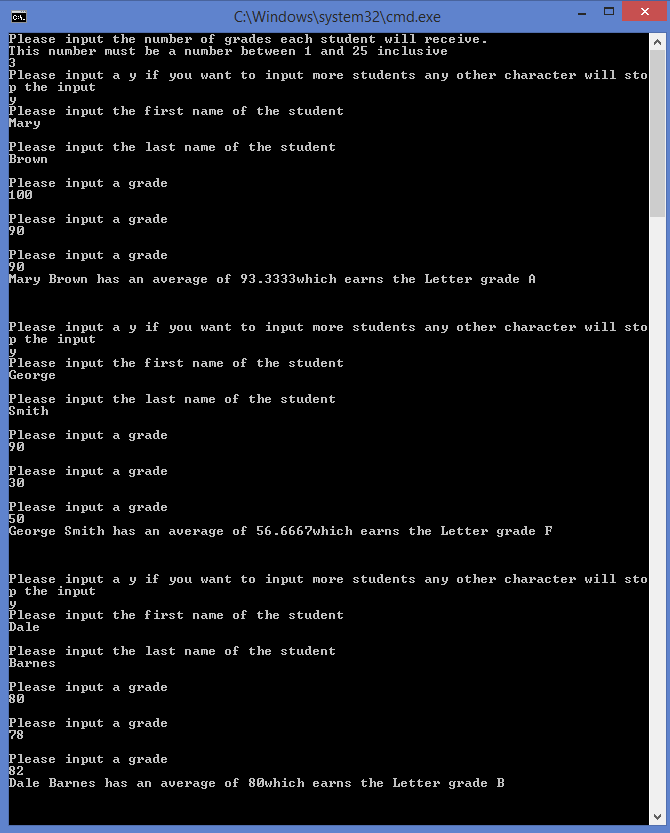 C:\Windows\system32\cmd.exe
Please input the number of grades each student will receive.
This number must be a number between 1 and 25 inclusive
3
Please input a y if you want to input more students any other character will sto
p the input
y
Please input the first name of the student
Mary
Please input the last name of the student
Brown
Please input a grade
100
Please input a grade
90
Please input a grade
90
Mary Brown has an average of 93.3333which earns the Letter grade A
Please input a y if you want to input more students any other character will sto
p the input
y
Please input the first name of the student
George
Please input the last name of the student
Smith
Please input a grade
90
Please input a grade
30
Please input a grade
50
George Smith has an average of 56.6667which earns the Letter grade F
Please input a y if you want to input more students any other character will sto
p the input
y
Please input the first name of the student
Dale
Please input the last name of the student
Barnes
Please input a grade
80
Please input a grade
78
Please input a grade
82
Dale Barnes has an average of 80which earns the Letter grade B